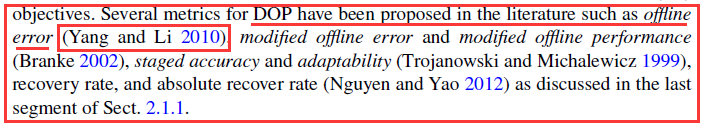 objectives. Several metrics for DOP have been proposed in the literature such as offline
error (Yang and Li 2010) modified offline error and modified offline performance
(Branke 2002), staged accuracy and adaptability (Trojanowski and Michalewicz 1999),
recovery rate, and absolute recover rate (Nguyen and Yao 2012) as discussed in the last
segment of Sect. 2.1.1.